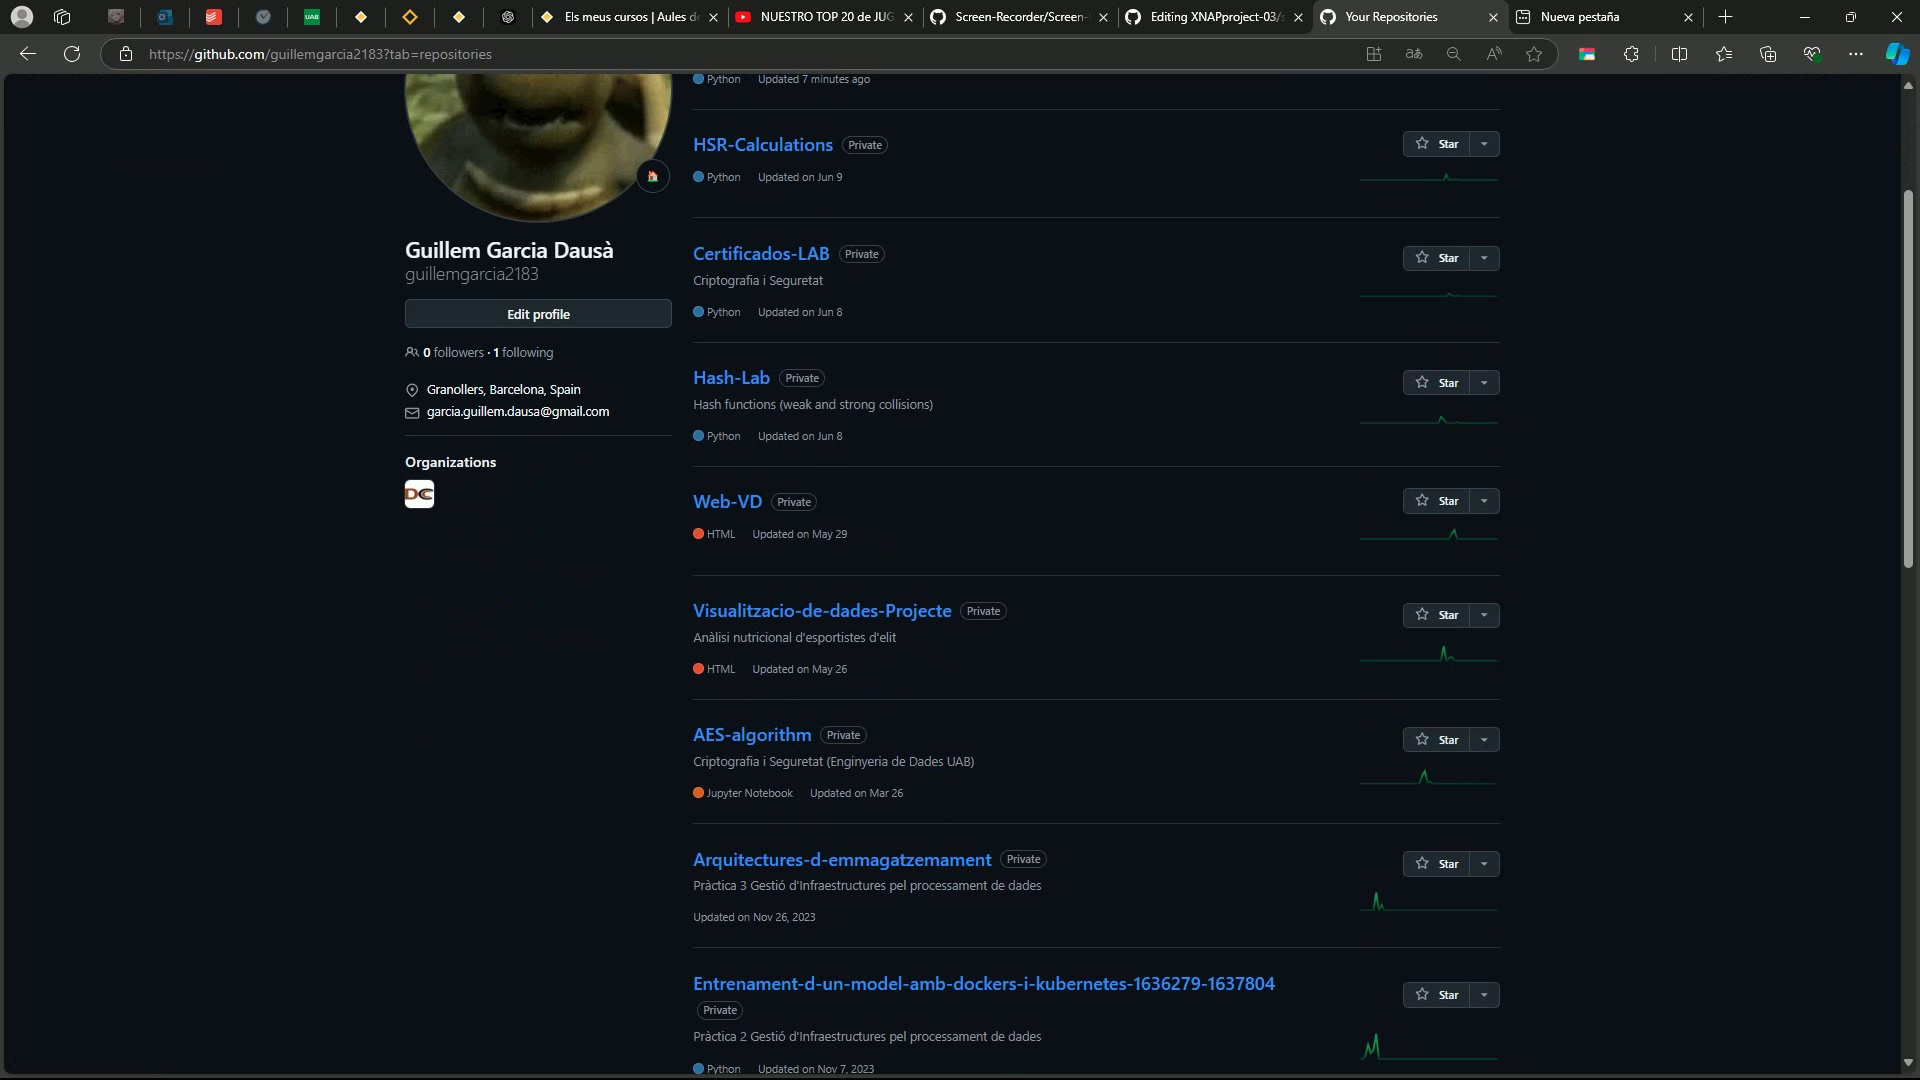 UAB
Els meus cursos | Aules d
NUESTRO TOP 20 de JUG
Screen-Recorder/Screen-
Editing XNAPproject-03/s
Your Repositories
Nueva pestaña
https://github.com/guillemgarcia2183?tab=repositories
Python Updated 7 minutes ago
HSR-Calculations Private
Star
Python Updated on Jun 9
Guillem Garcia Dausà
guillemgarcia2183
Edit profile
0 followers · 1 following
Granollers, Barcelona, Spain
garcia.guillem.dausa@gmail.com
Organizations
DC
Certificados-LAB Private
Star
Criptografia i Seguretat
Python Updated on Jun 8
Hash-Lab Private
Star
Hash functions (weak and strong collisions)
Python Updated on Jun 8
Web-VD Private
Star
HTML Updated on May 29
Visualitzacio-de-dades-Projecte Private
Star
Anàlisi nutricional d'esportistes d'elit
HTML Updated on May 26
AES-algorithm Private
Star
Criptografia i Seguretat (Enginyeria de Dades UAB)
Jupyter Notebook Updated on Mar 26
Arquitectures-d-emmagatzemament Private
Star
Pràctica 3 Gestió d'Infraestructures pel processament de dades
Updated on Nov 26, 2023
Entrenament-d-un-model-amb-dockers-i-kubernetes-1636279-1637804
Private
Star
Pràctica 2 Gestió d'Infraestructures pel processament de dades
Python Updated on Nov 7, 2023